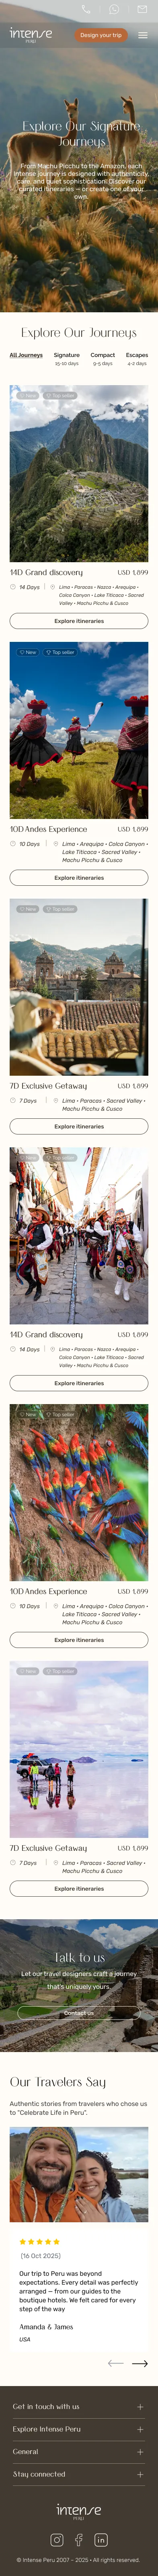 intense
PERU
Design your trip
Explore Our Signature
Journeys
From Machu Picchu to the Amazon, each
Intense journey is designed with authenticity,
care, and quiet sophistication. Discover our
curated itineraries — or create one of your
own.
Explore Our Journeys
All Journeys
Signature
15-10 days
Compact
9-5 days
Escapes
4-2 days
New
Top seller
14D Grand discovery
USD 1,899
14 Days
Lima • Paracas • Nazca • Arequipa •
Colca Canyon • Lake Titicaca • Sacred
Valley • Machu Picchu & Cusco
Explore itineraries
New
Top seller
10D Andes Experience
USD 1,899
10 Days
Lima • Arequipa • Colca Canyon •
Lake Titicaca • Sacred Valley •
Machu Picchu & Cusco
Explore itineraries
New
Top seller
7D Exclusive Getaway
USD 1,899
7 Days
Lima • Paracas • Sacred Valley •
Machu Picchu & Cusco
Explore itineraries
New
Top seller
14D Grand discovery
USD 1,899
14 Days
Lima • Paracas • Nazca • Arequipa •
Colca Canyon • Lake Titicaca • Sacred
Valley • Machu Picchu & Cusco
Explore itineraries
New
Top seller
10D Andes Experience
USD 1,899
10 Days
Lima • Arequipa • Colca Canyon •
Lake Titicaca • Sacred Valley •
Machu Picchu & Cusco
Explore itineraries
New
Top seller
7D Exclusive Getaway
USD 1,899
7 Days
Lima • Paracas • Sacred Valley •
Machu Picchu & Cusco
Explore itineraries
Talk to us
Let our travel designers craft a journey
that's uniquely yours.
Contact us
Our Travelers Say
Authentic stories from travelers who chose us
to "Celebrate Life in Peru".
(16 Oct 2025)
Our trip to Peru was beyond
expectations. Every detail was perfectly
arranged — from our guides to the
boutique hotels. We felt cared for every
step of the way
Amanda & James
USA
Get in touch with us
Explore Intense Peru
General
Stay connected
intense
PERU
© Intense Peru 2007 – 2025 • All rights reserved.